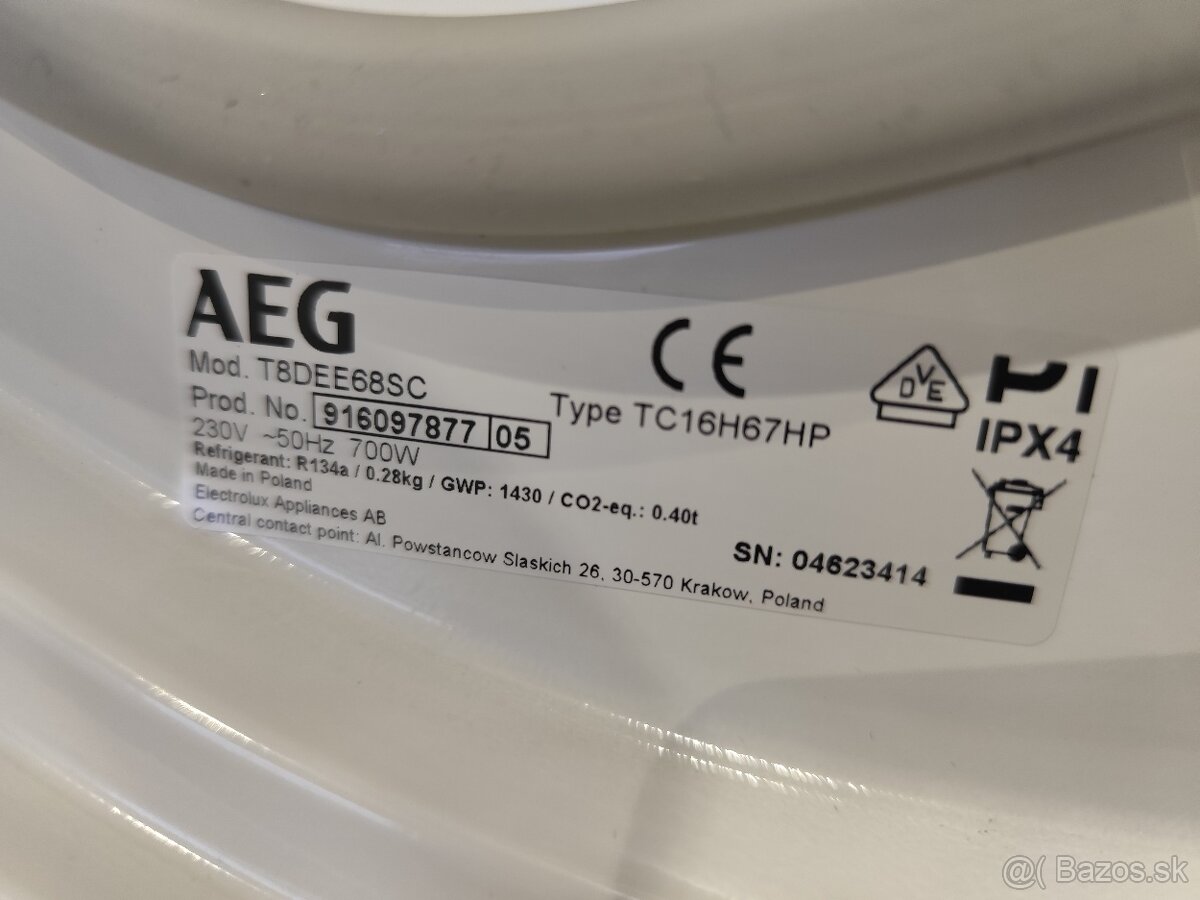 AEG
Mod. T8DEE68SC
Prod. No. 916097877 05
Type TC16H67HP
230V ~50Hz 700W
Refrigerant: R134a / 0.28kg / GWP: 1430 / CO2-eq.: 0.40t
Made in Poland
Electrolux Appliances AB
Central contact point: Al. Powstancow Slaskich 26, 30-570 Krakow, Poland
SN: 04623414
CE
VDE
IPX4
@( Bazos.sk